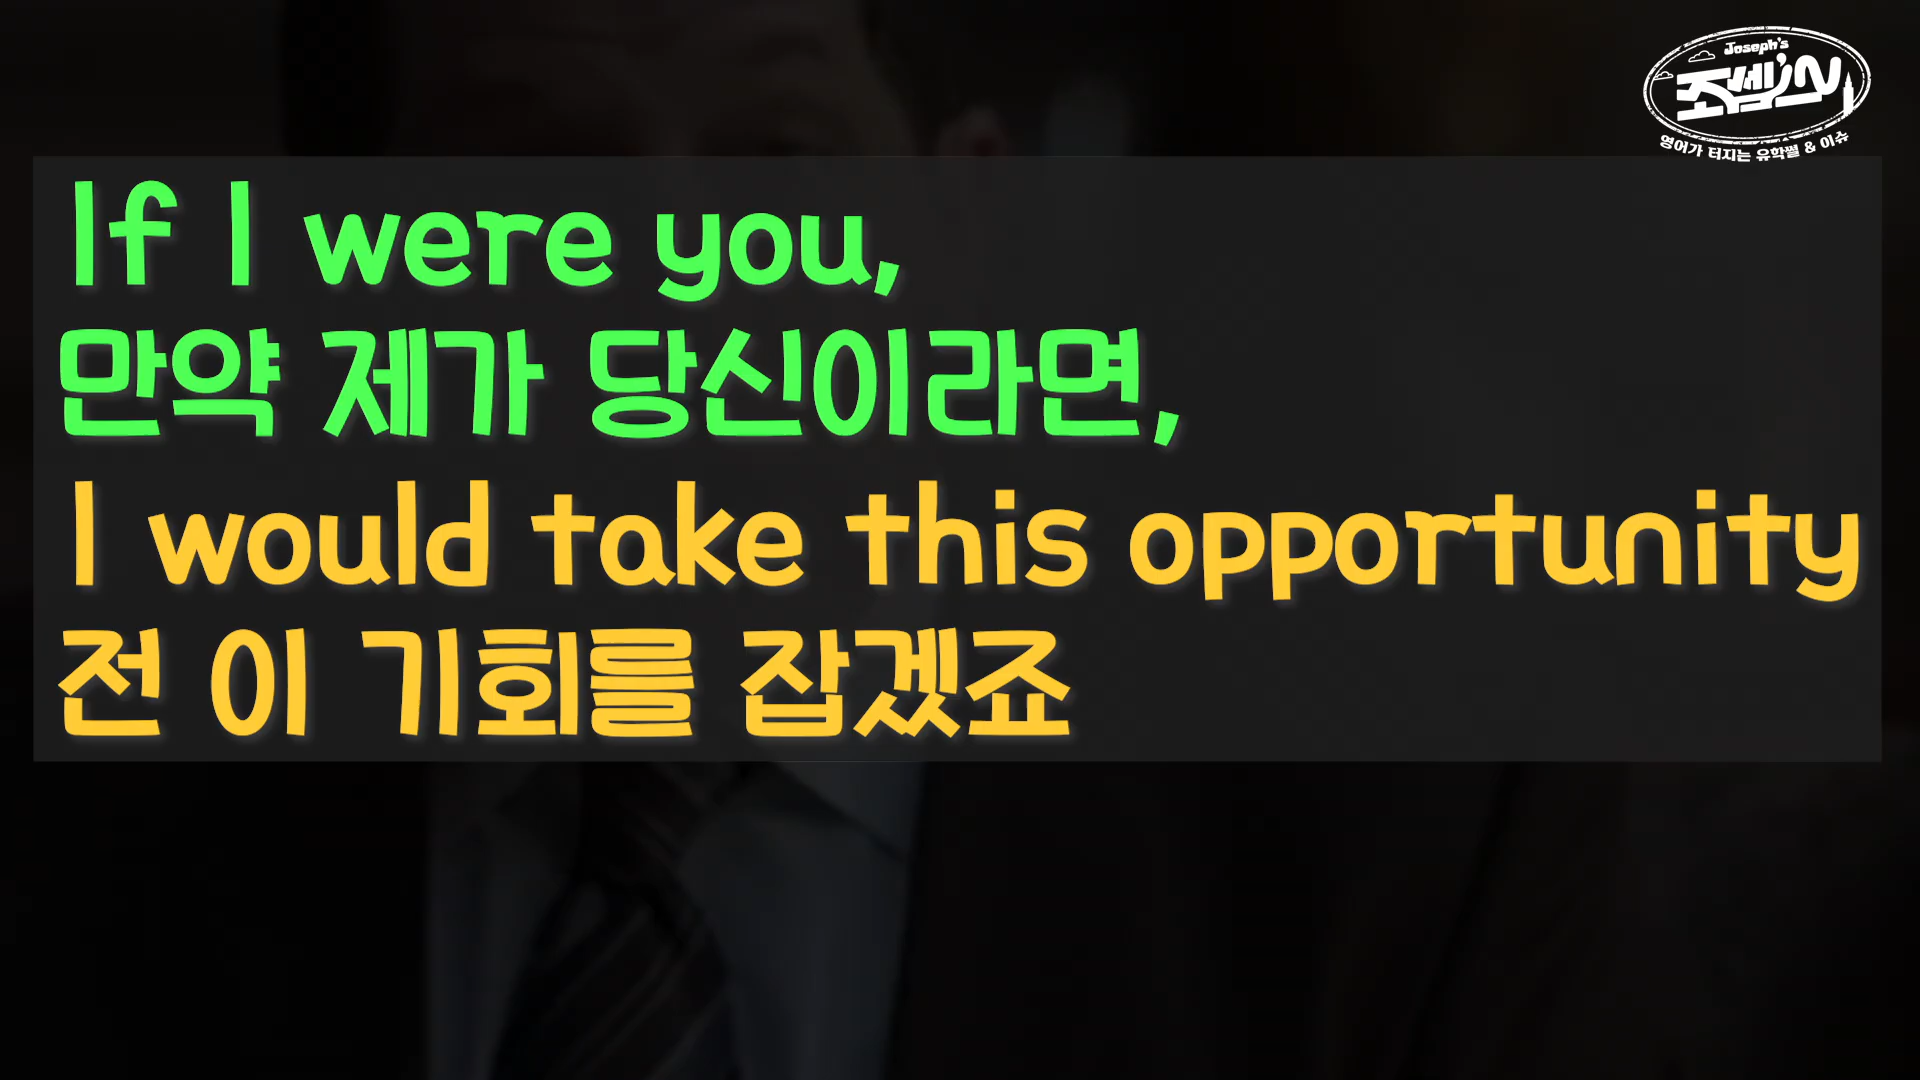 Joseph's
조셉's
영어가 터지는 유학썰 & 이슈
If I were you,
만약 제가 당신이라면,
I would take this opportunity
전 이 기회를 잡겠죠